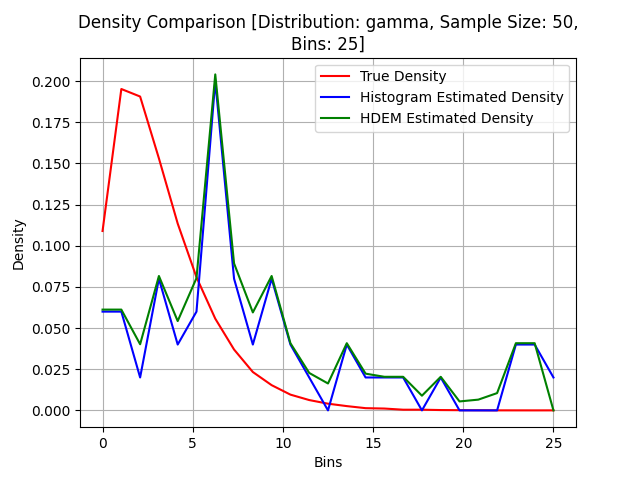 Density Comparison [Distribution: gamma, Sample Size: 50,
Bins: 25]
True Density
Histogram Estimated Density
HDEM Estimated Density
Density
0.200
0.175
0.150
0.125
0.100
0.075
0.050
0.025
0.000
0 5 10 15 20 25
Bins